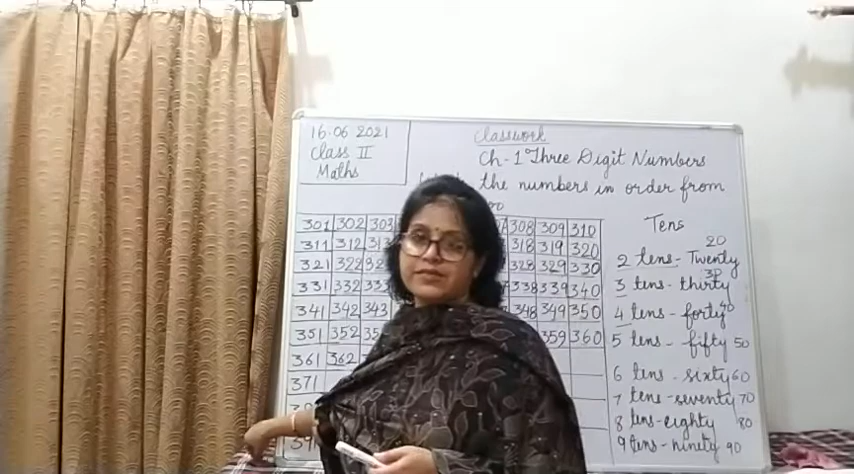 16.06 2021
Class II
Maths
Classwork
Ch-1 Three Digit Numbers
the numbers in order from
301 302 303 308 309 310
311 312 313 318 319 320
321 322 328 329 330
331 332 333 338 339 340
341 342 343 348 349 350
351 352 359 360
361 362
371
Tens
2 tens - Twenty 20
3 tens - thirty 30
4 tens - forty 40
5 tens - fifty 50
6 tens - sixty 60
7 tens - seventy 70
8 tens - eighty 80
9 tens - ninety 90